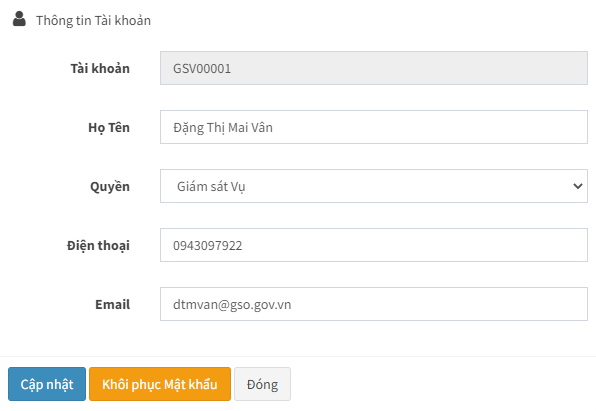 Thông tin Tài khoản
Tài khoản GSV00001
Họ Tên Đặng Thị Mai Vân
Quyền Giám sát Vụ
Điện thoại 0943097922
Email dtmvan@gso.gov.vn
Cập nhật Khôi phục Mật khẩu Đóng